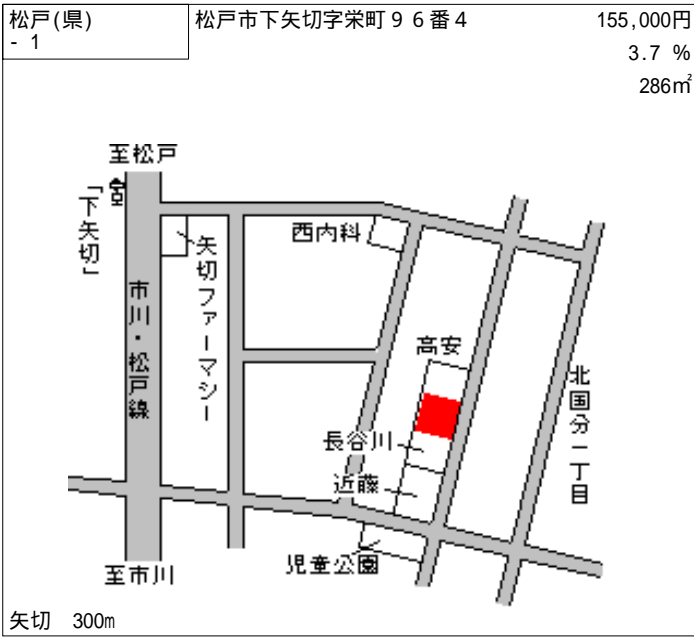 松戸(県)
- 1
松戸市下矢切字栄町９６番４
155,000円
3.7 %
286㎡
至松戸
「下矢切」
西内科
矢切ファーマシー
市川・松戸線
高安
北国分一丁目
長谷川
近藤
児童公園
至市川
矢切 300m